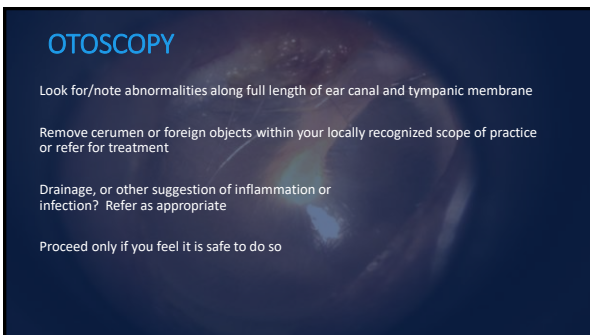 OTOSCOPY
Look for/note abnormalities along full length of ear canal and tympanic membrane
Remove cerumen or foreign objects within your locally recognized scope of practice
or refer for treatment
Drainage, or other suggestion of inflammation or
infection? Refer as appropriate
Proceed only if you feel it is safe to do so